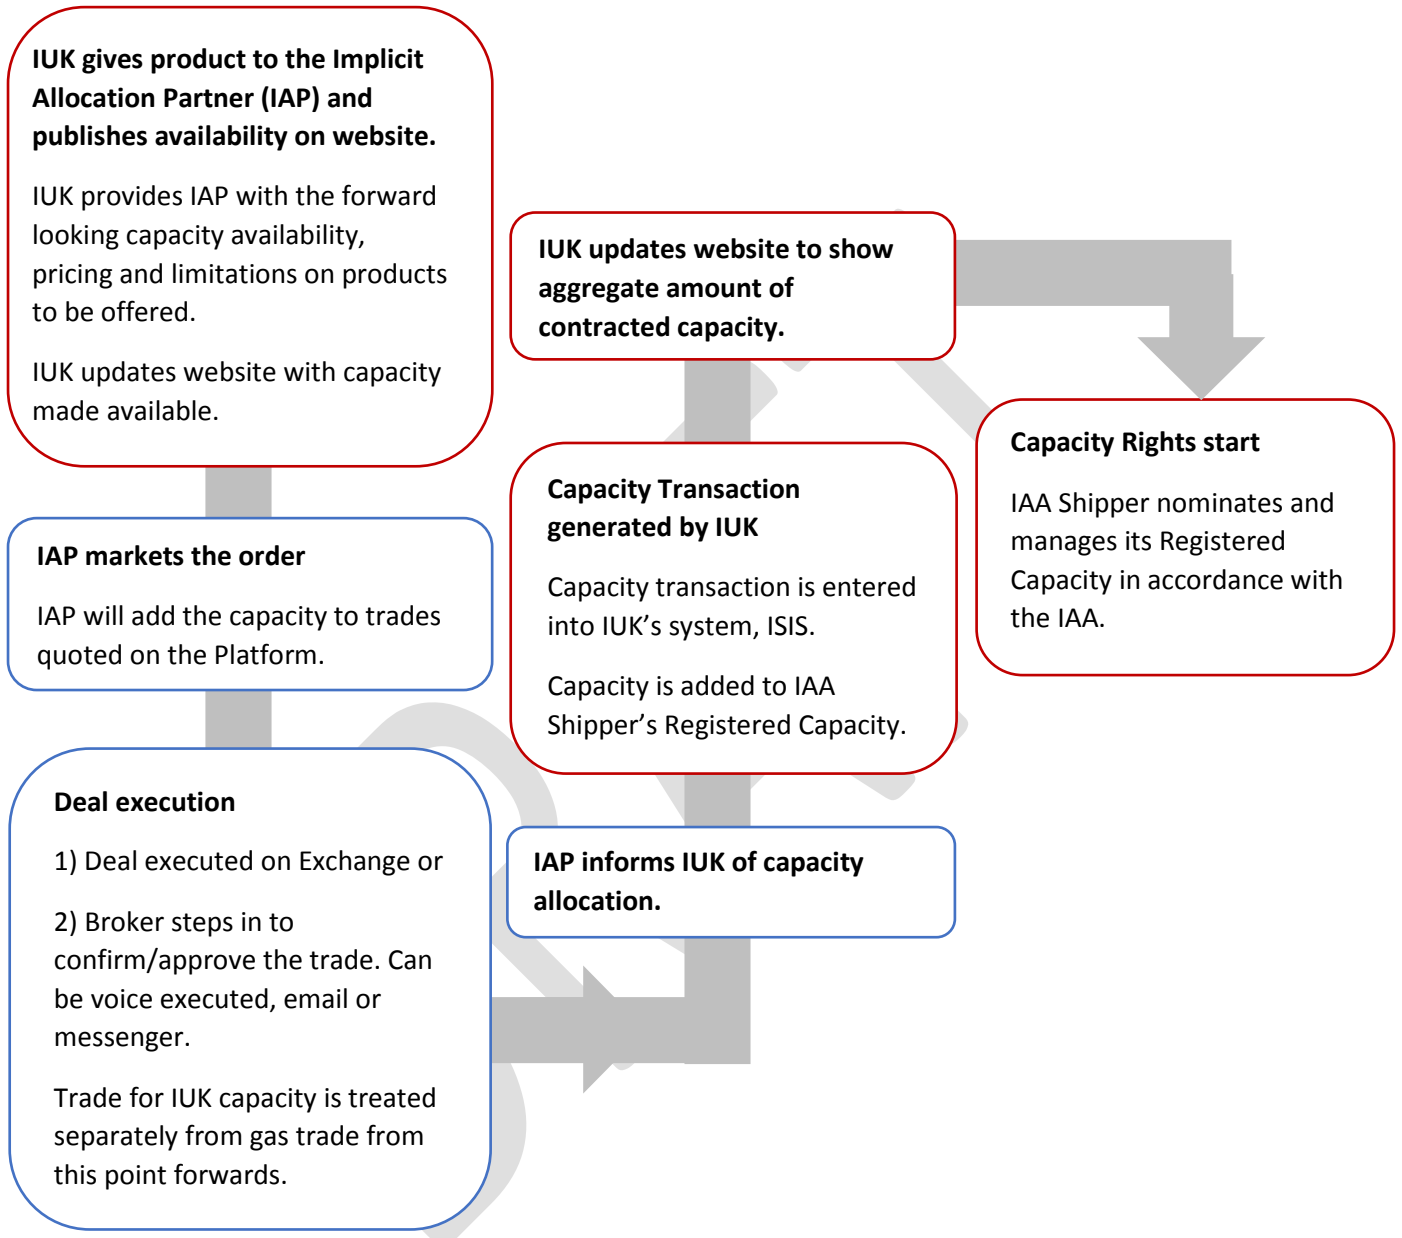 IUK gives product to the Implicit
Allocation Partner (IAP) and
publishes availability on website.
IUK provides IAP with the forward
looking capacity availability,
pricing and limitations on products
to be offered.
IUK updates website with capacity
made available.
IAP markets the order
IAP will add the capacity to trades
quoted on the Platform.
Deal execution
1) Deal executed on Exchange or
2) Broker steps in to
confirm/approve the trade. Can
be voice executed, email or
messenger.
Trade for IUK capacity is treated
separately from gas trade from
this point forwards.
IAP informs IUK of capacity
allocation.
Capacity Transaction
generated by IUK
Capacity transaction is entered
into IUK’s system, ISIS.
Capacity is added to IAA
Shipper’s Registered Capacity.
IUK updates website to show
aggregate amount of
contracted capacity.
Capacity Rights start
IAA Shipper nominates and
manages its Registered
Capacity in accordance with
the IAA.